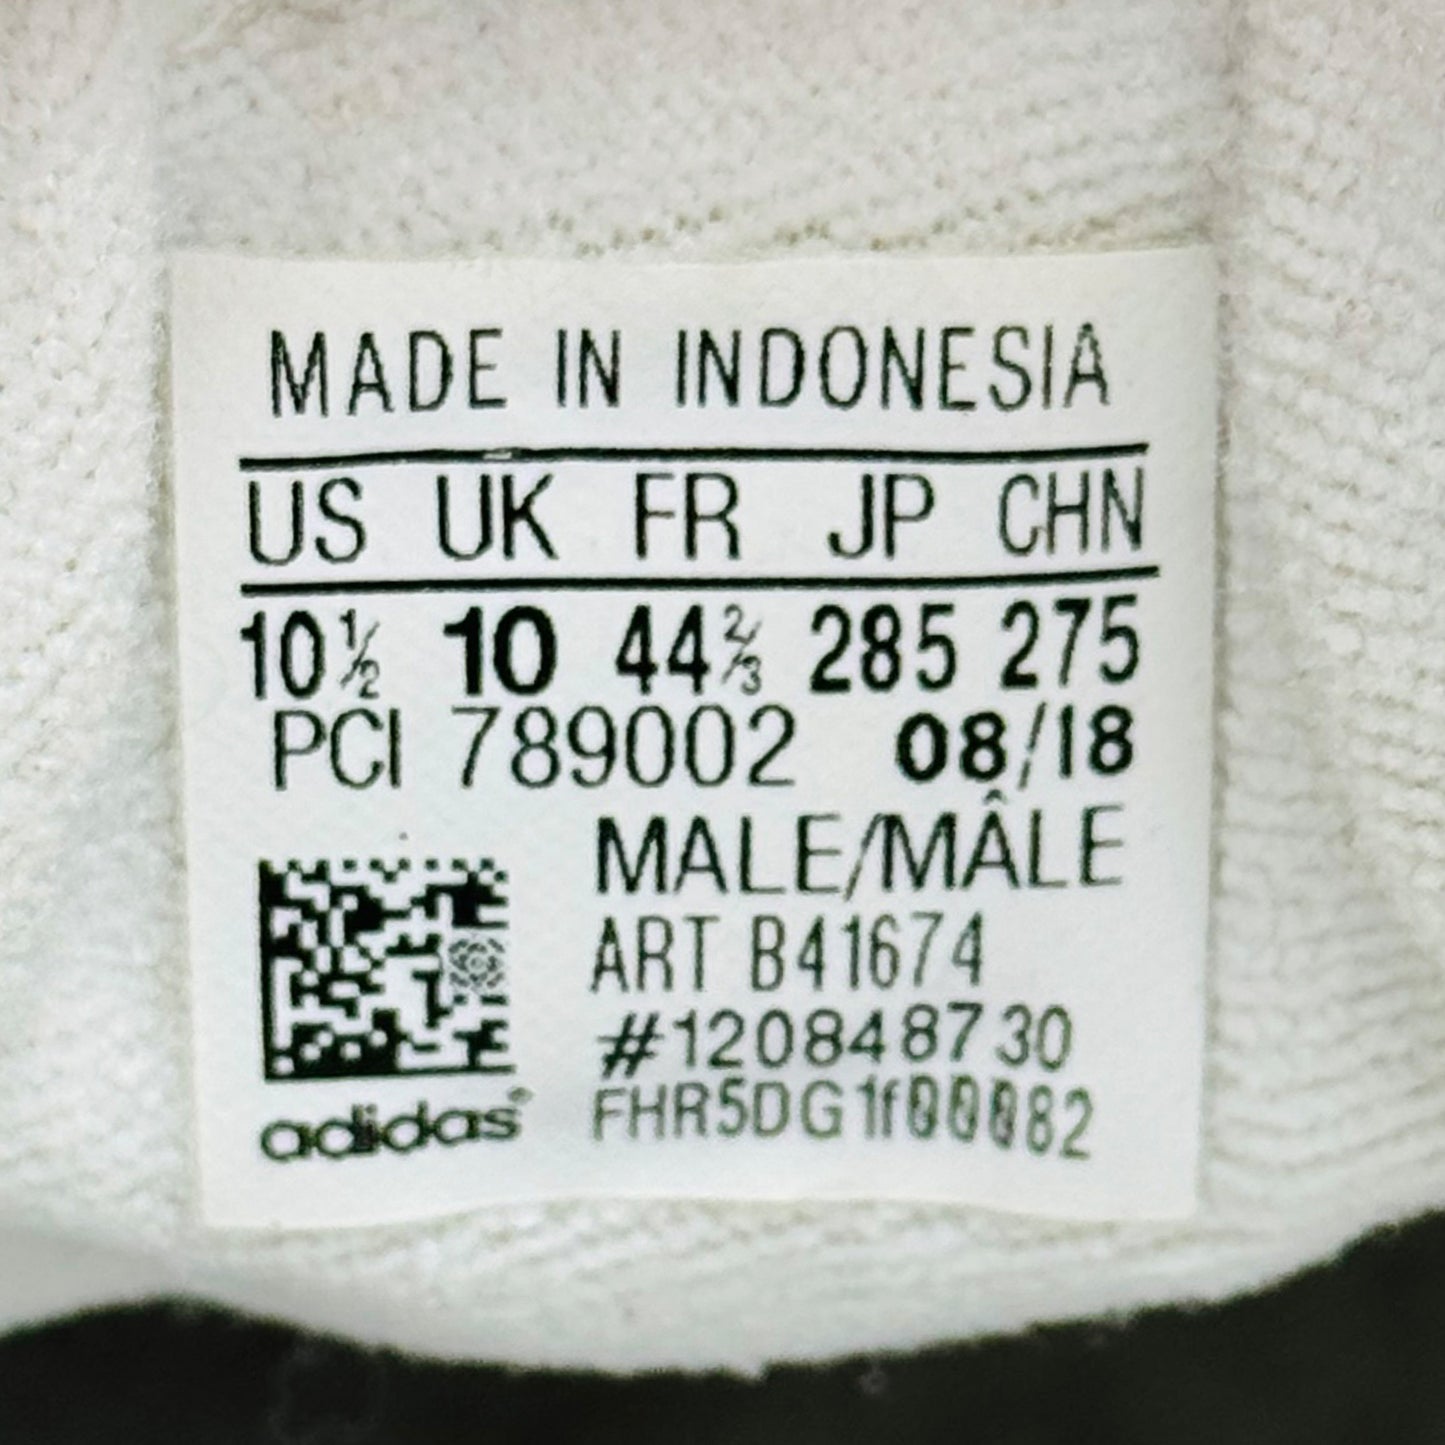 MADE IN INDONESIA
US UK FR JP CHN
10½ 10 44⅔ 285 275
PCI 789002 08/18
MALE/MÂLE
ART B41674
#120848730
adidas®